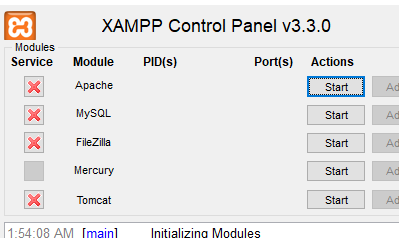 XAMPP Control Panel v3.3.0
Modules
Service Module PID(s) Port(s) Actions
Apache Start Ad
MySQL Start Ad
FileZilla Start Ad
Mercury Start Ad
Tomcat Start Ad
1:54:08 AM [main] Initializing Modules